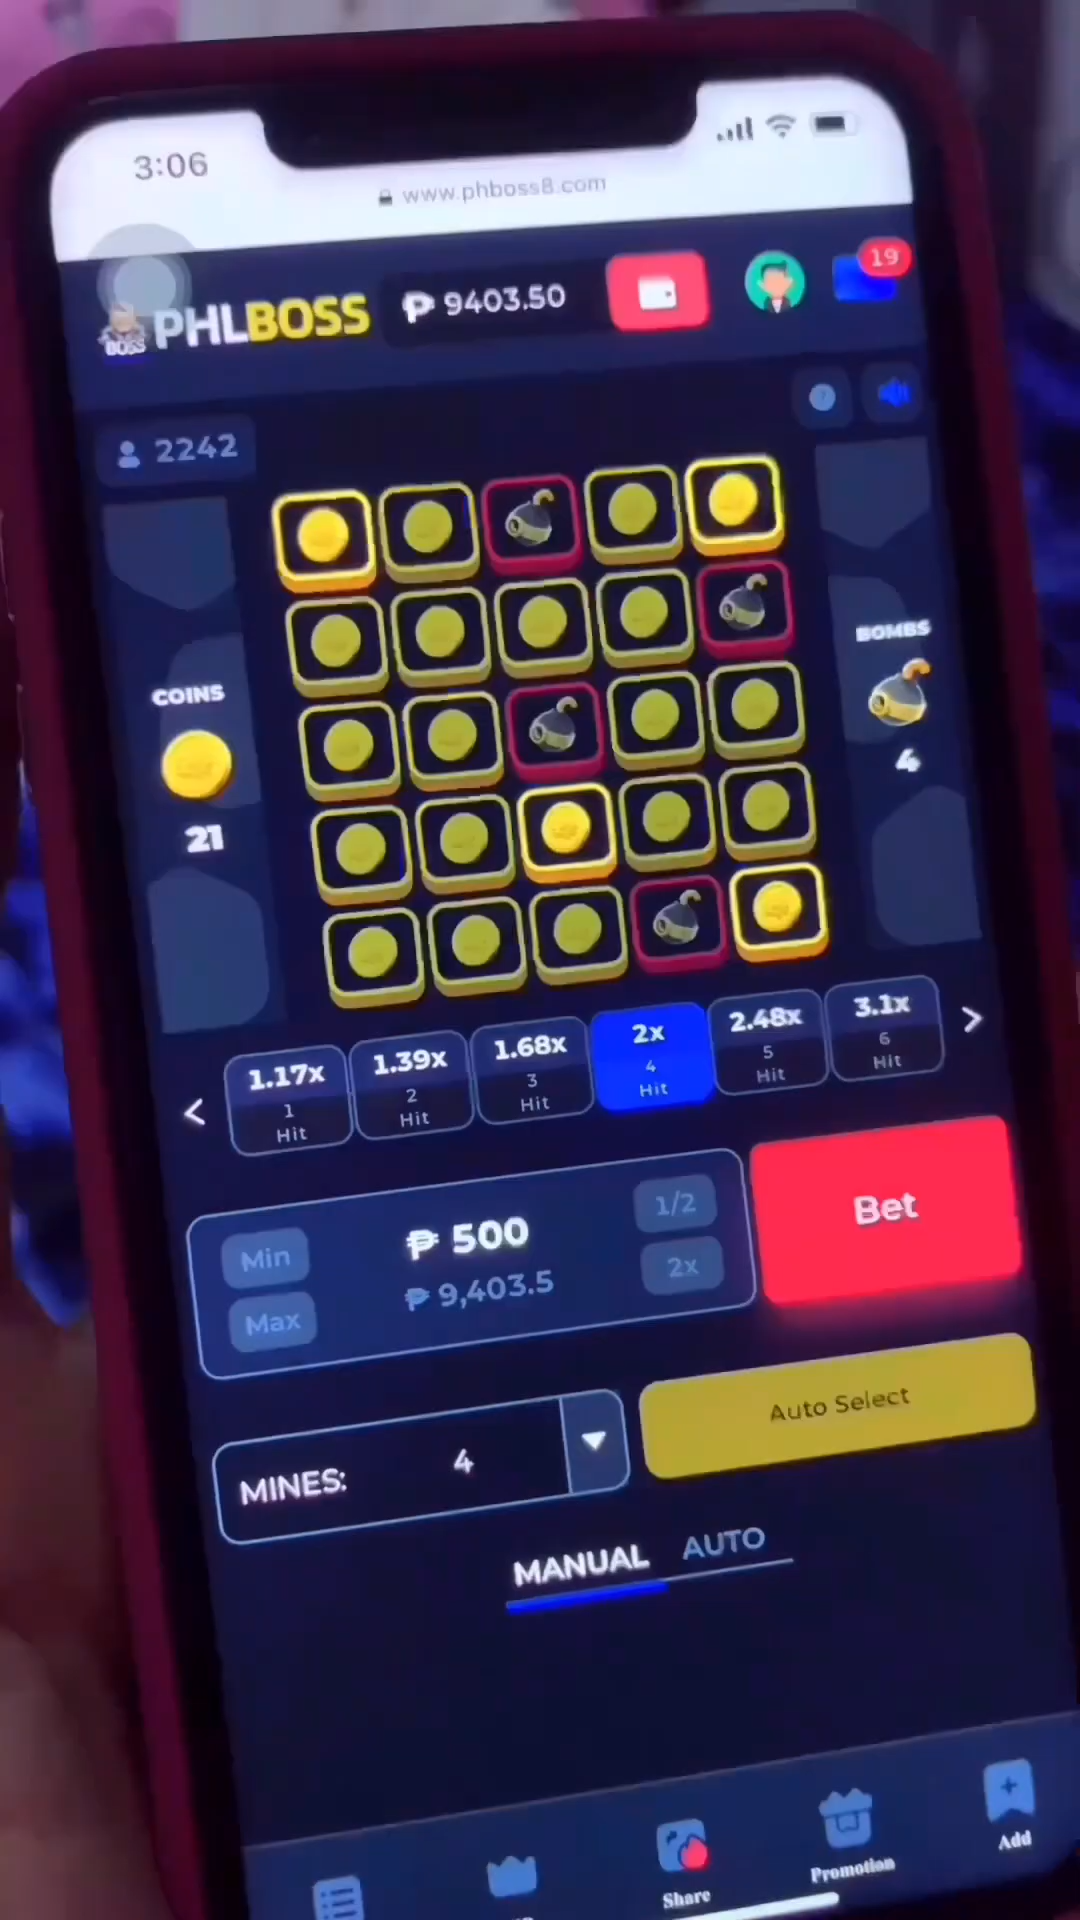 3:06
www.phboss8.com
BOSS PHLBOSS ₱ 9403.50 19
2242
COINS
21
BOMBS
4
1.17x 1.39x 1.68x 2x 2.48x 3.1x
1 2 3 4 5 6
Hit Hit Hit Hit Hit Hit
< >
Min ₱ 500 1/2
Max ₱ 9,403.5 2x
Bet
MINES: 4
Auto Select
MANUAL AUTO
Share Promotion Add